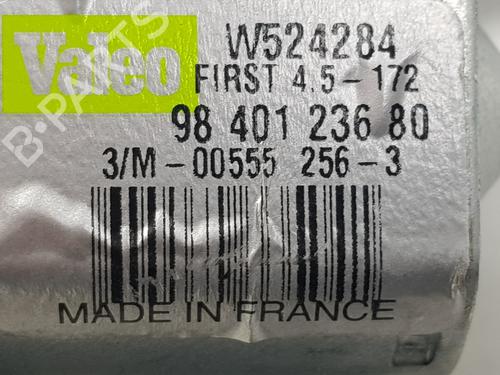 Valeo
W524284
FIRST 4.5-172
98 401 236 80
3/M-00555 256-3
MADE IN FRANCE
B-PARTS